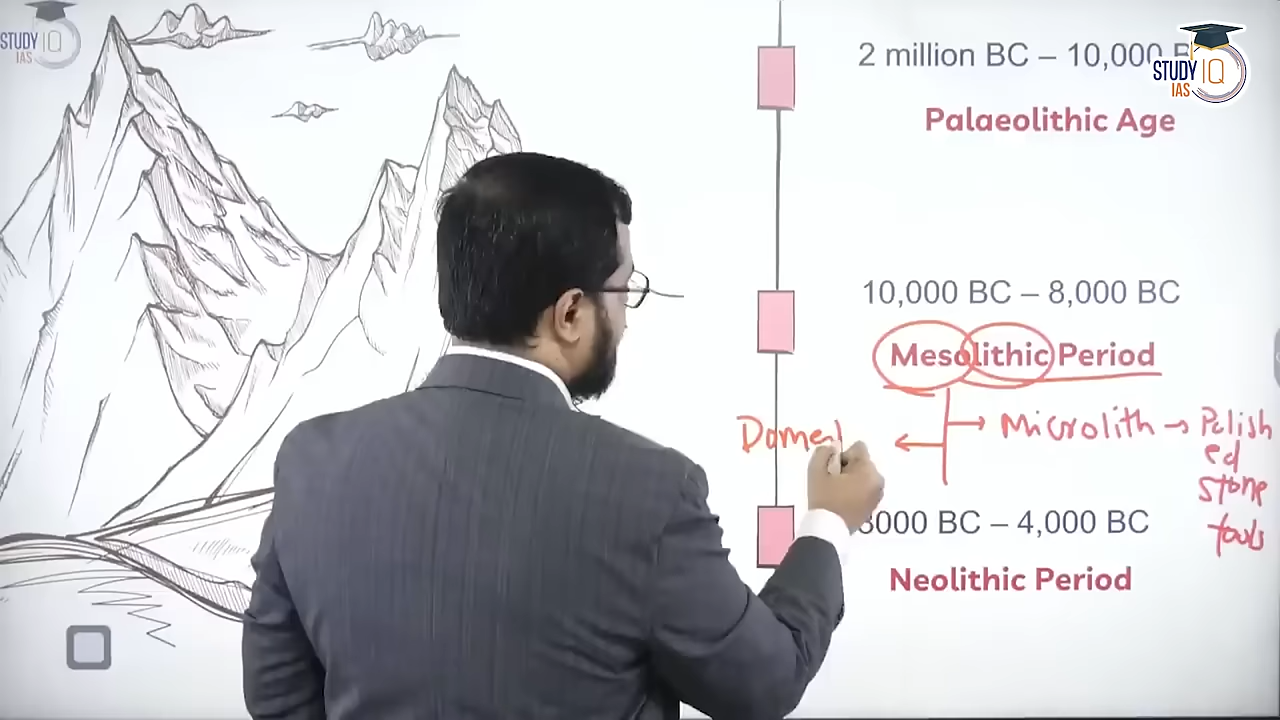 STUDY IQ
IAS
2 million BC – 10,000 B
STUDY IQ
IAS
Palaeolithic Age
10,000 BC – 8,000 BC
Mesolithic Period
Microlith → Polish
ed
stone
tools
Domes
8000 BC – 4,000 BC
Neolithic Period